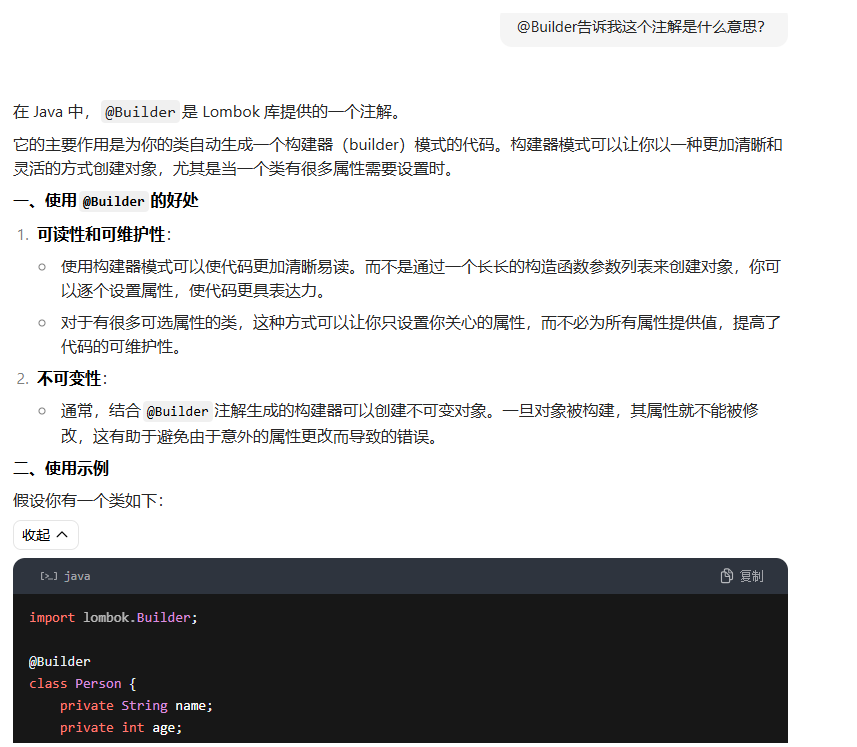 @Builder告诉我这个注解是什么意思？
在 Java 中， @Builder 是 Lombok 库提供的一个注解。
它的主要作用是为你的类自动生成一个构建器（builder）模式的代码。构建器模式可以让你以一种更加清晰和
灵活的方式创建对象，尤其是当一个类有很多属性需要设置时。
一、使用 @Builder 的好处
1. 可读性和可维护性：
使用构建器模式可以使代码更加清晰易读。而不是通过一个长长的构造函数参数列表来创建对象，你可
以逐个设置属性，使代码更具表达力。
对于有很多可选属性的类，这种方式可以让你只设置你关心的属性，而不必为所有属性提供值，提高了
代码的可维护性。
2. 不可变性：
通常，结合 @Builder 注解生成的构建器可以创建不可变对象。一旦对象被构建，其属性就不能被修
改，这有助于避免由于意外的属性更改而导致的错误。
二、使用示例
假设你有一个类如下：
收起
java 复制
import lombok.Builder;
@Builder
class Person {
private String name;
private int age;